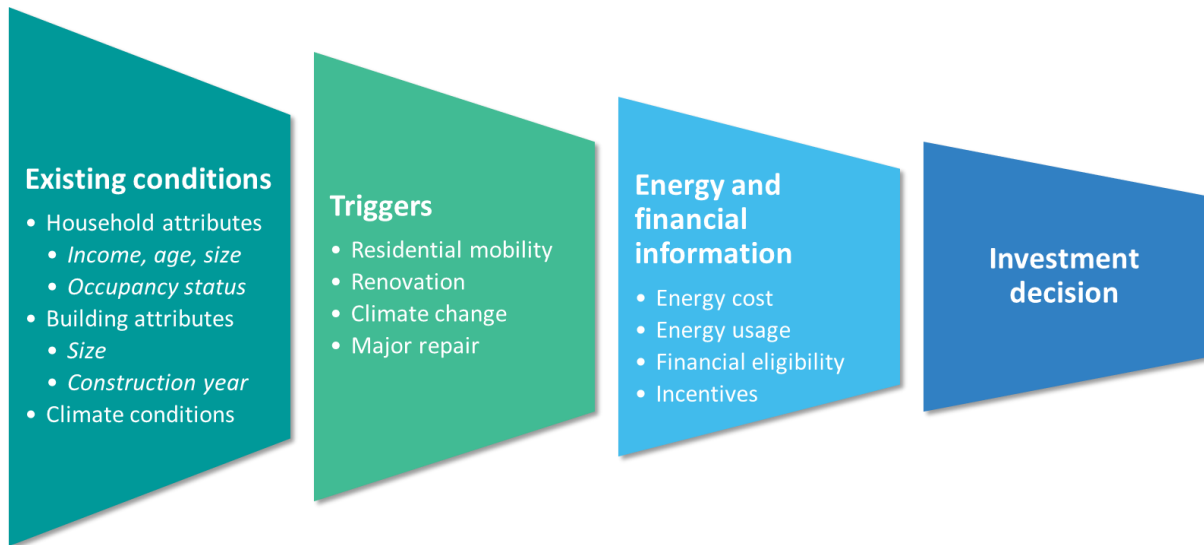 Existing conditions
• Household attributes
• Income, age, size
• Occupancy status
• Building attributes
• Size
• Construction year
• Climate conditions
Triggers
• Residential mobility
• Renovation
• Climate change
• Major repair
Energy and
financial
information
• Energy cost
• Energy usage
• Financial eligibility
• Incentives
Investment
decision